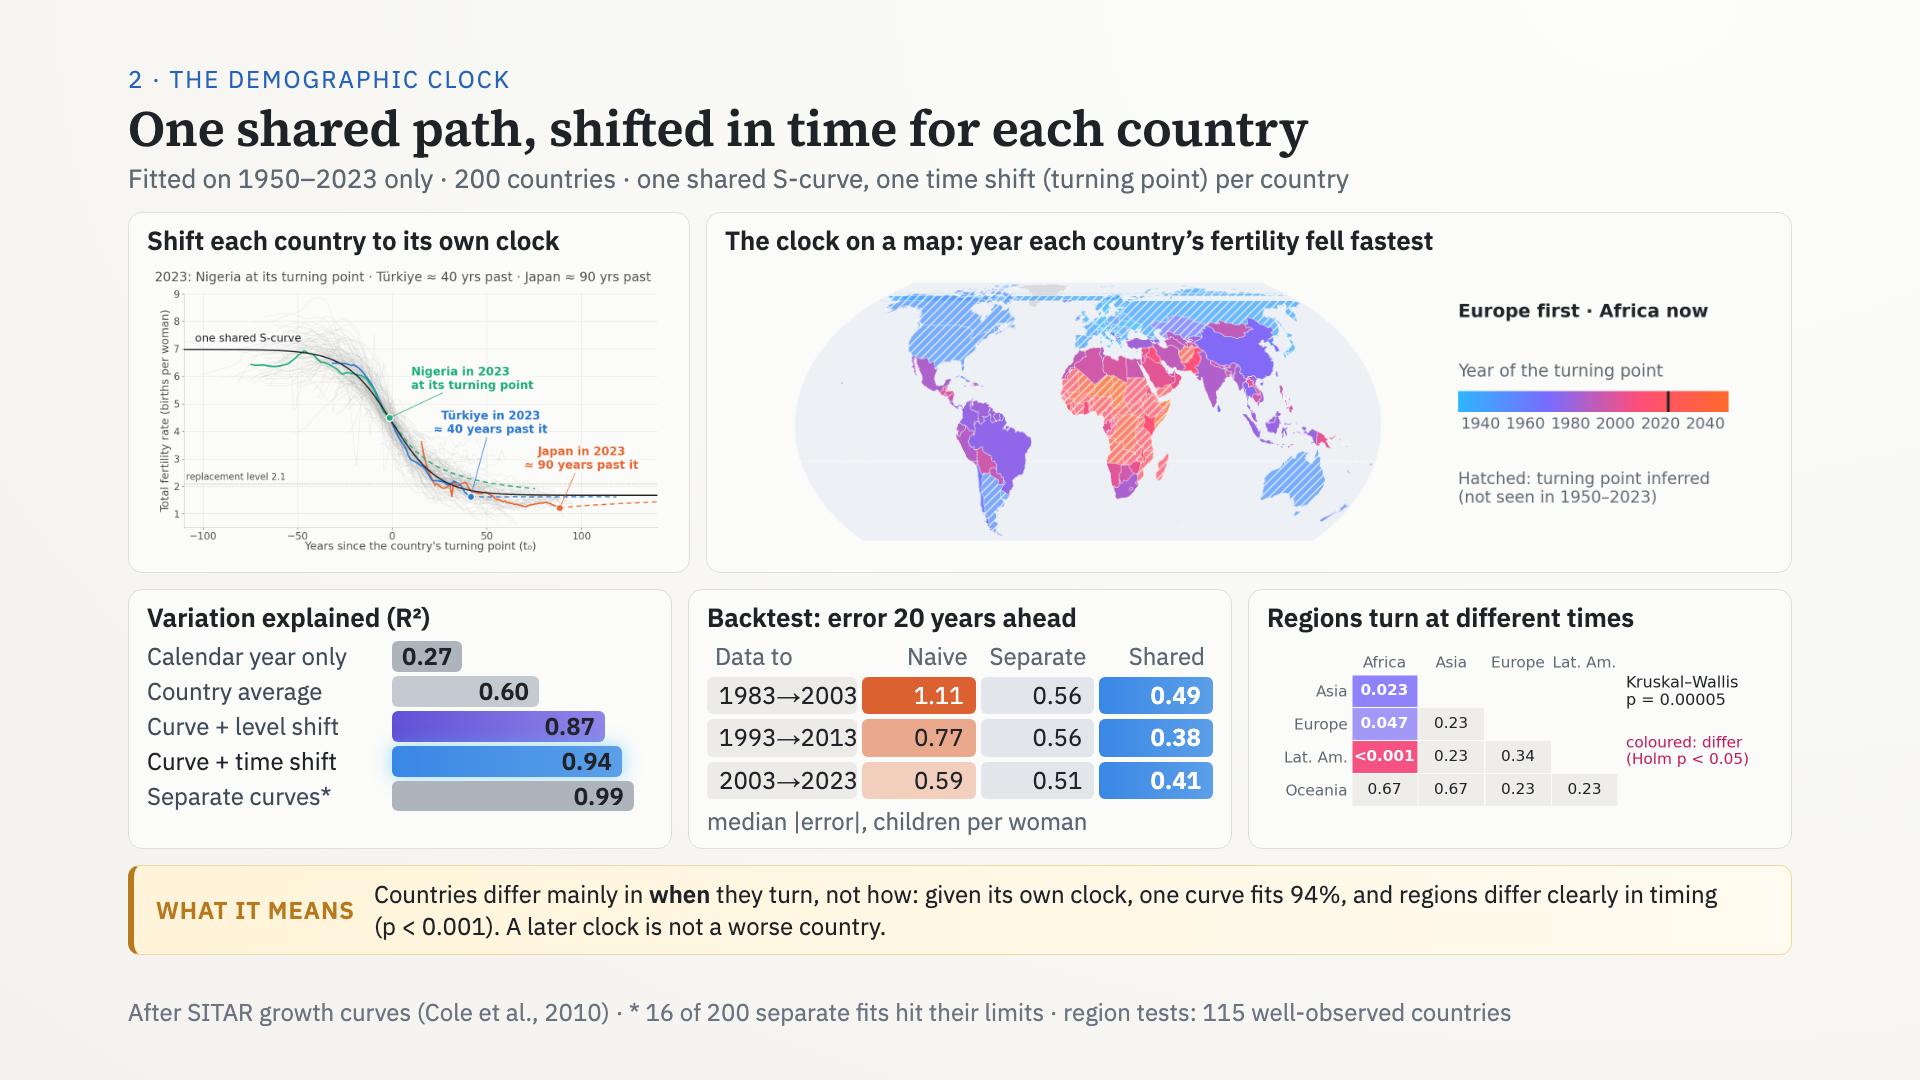 2 · THE DEMOGRAPHIC CLOCK
One shared path, shifted in time for each country
Fitted on 1950–2023 only · 200 countries · one shared S-curve, one time shift (turning point) per country
Shift each country to its own clock
2023: Nigeria at its turning point · Türkiye ≈ 40 yrs past · Japan ≈ 90 yrs past
Total fertility rate (births per woman)
9
8
7
6
5
4
3
2
1
one shared S-curve
Nigeria in 2023
at its turning point
Türkiye in 2023
≈ 40 years past it
Japan in 2023
≈ 90 years past it
replacement level 2.1
−100 −50 0 50 100
Years since the country's turning point (t₀)
The clock on a map: year each country’s fertility fell fastest
Europe first · Africa now
Year of the turning point
1940 1960 1980 2000 2020 2040
Hatched: turning point inferred
(not seen in 1950–2023)
Variation explained (R²)
Calendar year only 0.27
Country average 0.60
Curve + level shift 0.87
Curve + time shift 0.94
Separate curves* 0.99
Backtest: error 20 years ahead
Data to Naive Separate Shared
1983→2003 1.11 0.56 0.49
1993→2013 0.77 0.56 0.38
2003→2023 0.59 0.51 0.41
median |error|, children per woman
Regions turn at different times
Africa Asia Europe Lat. Am.
Asia 0.023
Europe 0.047 0.23
Lat. Am. <0.001 0.23 0.34
Oceania 0.67 0.67 0.23 0.23
Kruskal–Wallis
p = 0.00005
coloured: differ
(Holm p < 0.05)
WHAT IT MEANS
Countries differ mainly in when they turn, not how: given its own clock, one curve fits 94%, and regions differ clearly in timing
(p < 0.001). A later clock is not a worse country.
After SITAR growth curves (Cole et al., 2010) · * 16 of 200 separate fits hit their limits · region tests: 115 well-observed countries